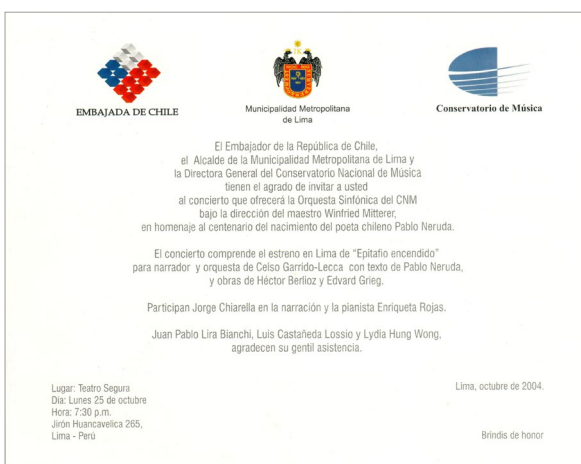 EMBAJADA DE CHILE
Municipalidad Metropolitana
de Lima
Conservatorio de Música
El Embajador de la República de Chile,
el Alcalde de la Municipalidad Metropolitana de Lima y
la Directora General del Conservatorio Nacional de Música
tienen el agrado de invitar a usted
al concierto que ofrecerá la Orquesta Sinfónica del CNM
bajo la dirección del maestro Winfried Mitterer,
en homenaje al centenario del nacimiento del poeta chileno Pablo Neruda.
El concierto comprende el estreno en Lima de "Epitafio encendido"
para narrador y orquesta de Celso Garrido-Lecca con texto de Pablo Neruda,
y obras de Héctor Berlioz y Edvard Grieg.
Participan Jorge Chiarella en la narración y la pianista Enriqueta Rojas.
Juan Pablo Lira Bianchi, Luis Castañeda Lossio y Lydia Hung Wong,
agradecen su gentil asistencia.
Lugar: Teatro Segura
Dia: Lunes 25 de octubre
Hora: 7:30 p.m.
Jirón Huancavelica 265,
Lima - Perú
Lima, octubre de 2004.
Brindis de honor